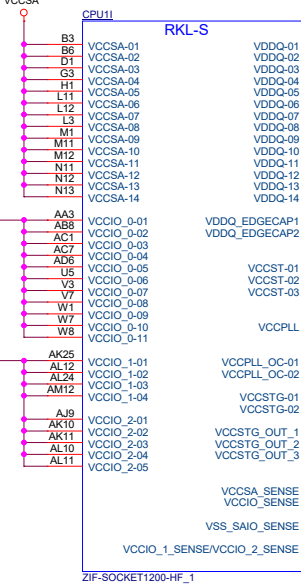 VCCSA
CPU1I
RKL-S
B3 VCCSA-01 VDDQ-01
B6 VCCSA-02 VDDQ-02
D1 VCCSA-03 VDDQ-03
G3 VCCSA-04 VDDQ-04
H1 VCCSA-05 VDDQ-05
L11 VCCSA-06 VDDQ-06
L12 VCCSA-07 VDDQ-07
L3 VCCSA-08 VDDQ-08
M1 VCCSA-09 VDDQ-09
M11 VCCSA-10 VDDQ-10
M12 VCCSA-11 VDDQ-11
N11 VCCSA-12 VDDQ-12
N12 VCCSA-13 VDDQ-13
N13 VCCSA-14 VDDQ-14
AA3 VCCIO_0-01 VDDQ_EDGECAP1
AB8 VCCIO_0-02 VDDQ_EDGECAP2
AC1 VCCIO_0-03
AC7 VCCIO_0-04
AD6 VCCIO_0-05 VCCST-01
U5 VCCIO_0-06 VCCST-02
V3 VCCIO_0-07 VCCST-03
V7 VCCIO_0-08
W1 VCCIO_0-09
W7 VCCIO_0-10 VCCPLL
W8 VCCIO_0-11
AK25 VCCIO_1-01 VCCPLL_OC-01
AL12 VCCIO_1-02 VCCPLL_OC-02
AL24 VCCIO_1-03
AM12 VCCIO_1-04 VCCSTG-01
VCCSTG-02
AJ9 VCCIO_2-01
AK10 VCCIO_2-02 VCCSTG_OUT_1
AK11 VCCIO_2-03 VCCSTG_OUT_2
AL10 VCCIO_2-04 VCCSTG_OUT_3
AL11 VCCIO_2-05
VCCSA_SENSE
VCCIO_SENSE
VSS_SAIO_SENSE
VCCIO_1_SENSE/VCCIO_2_SENSE
ZIF-SOCKET1200-HF_1